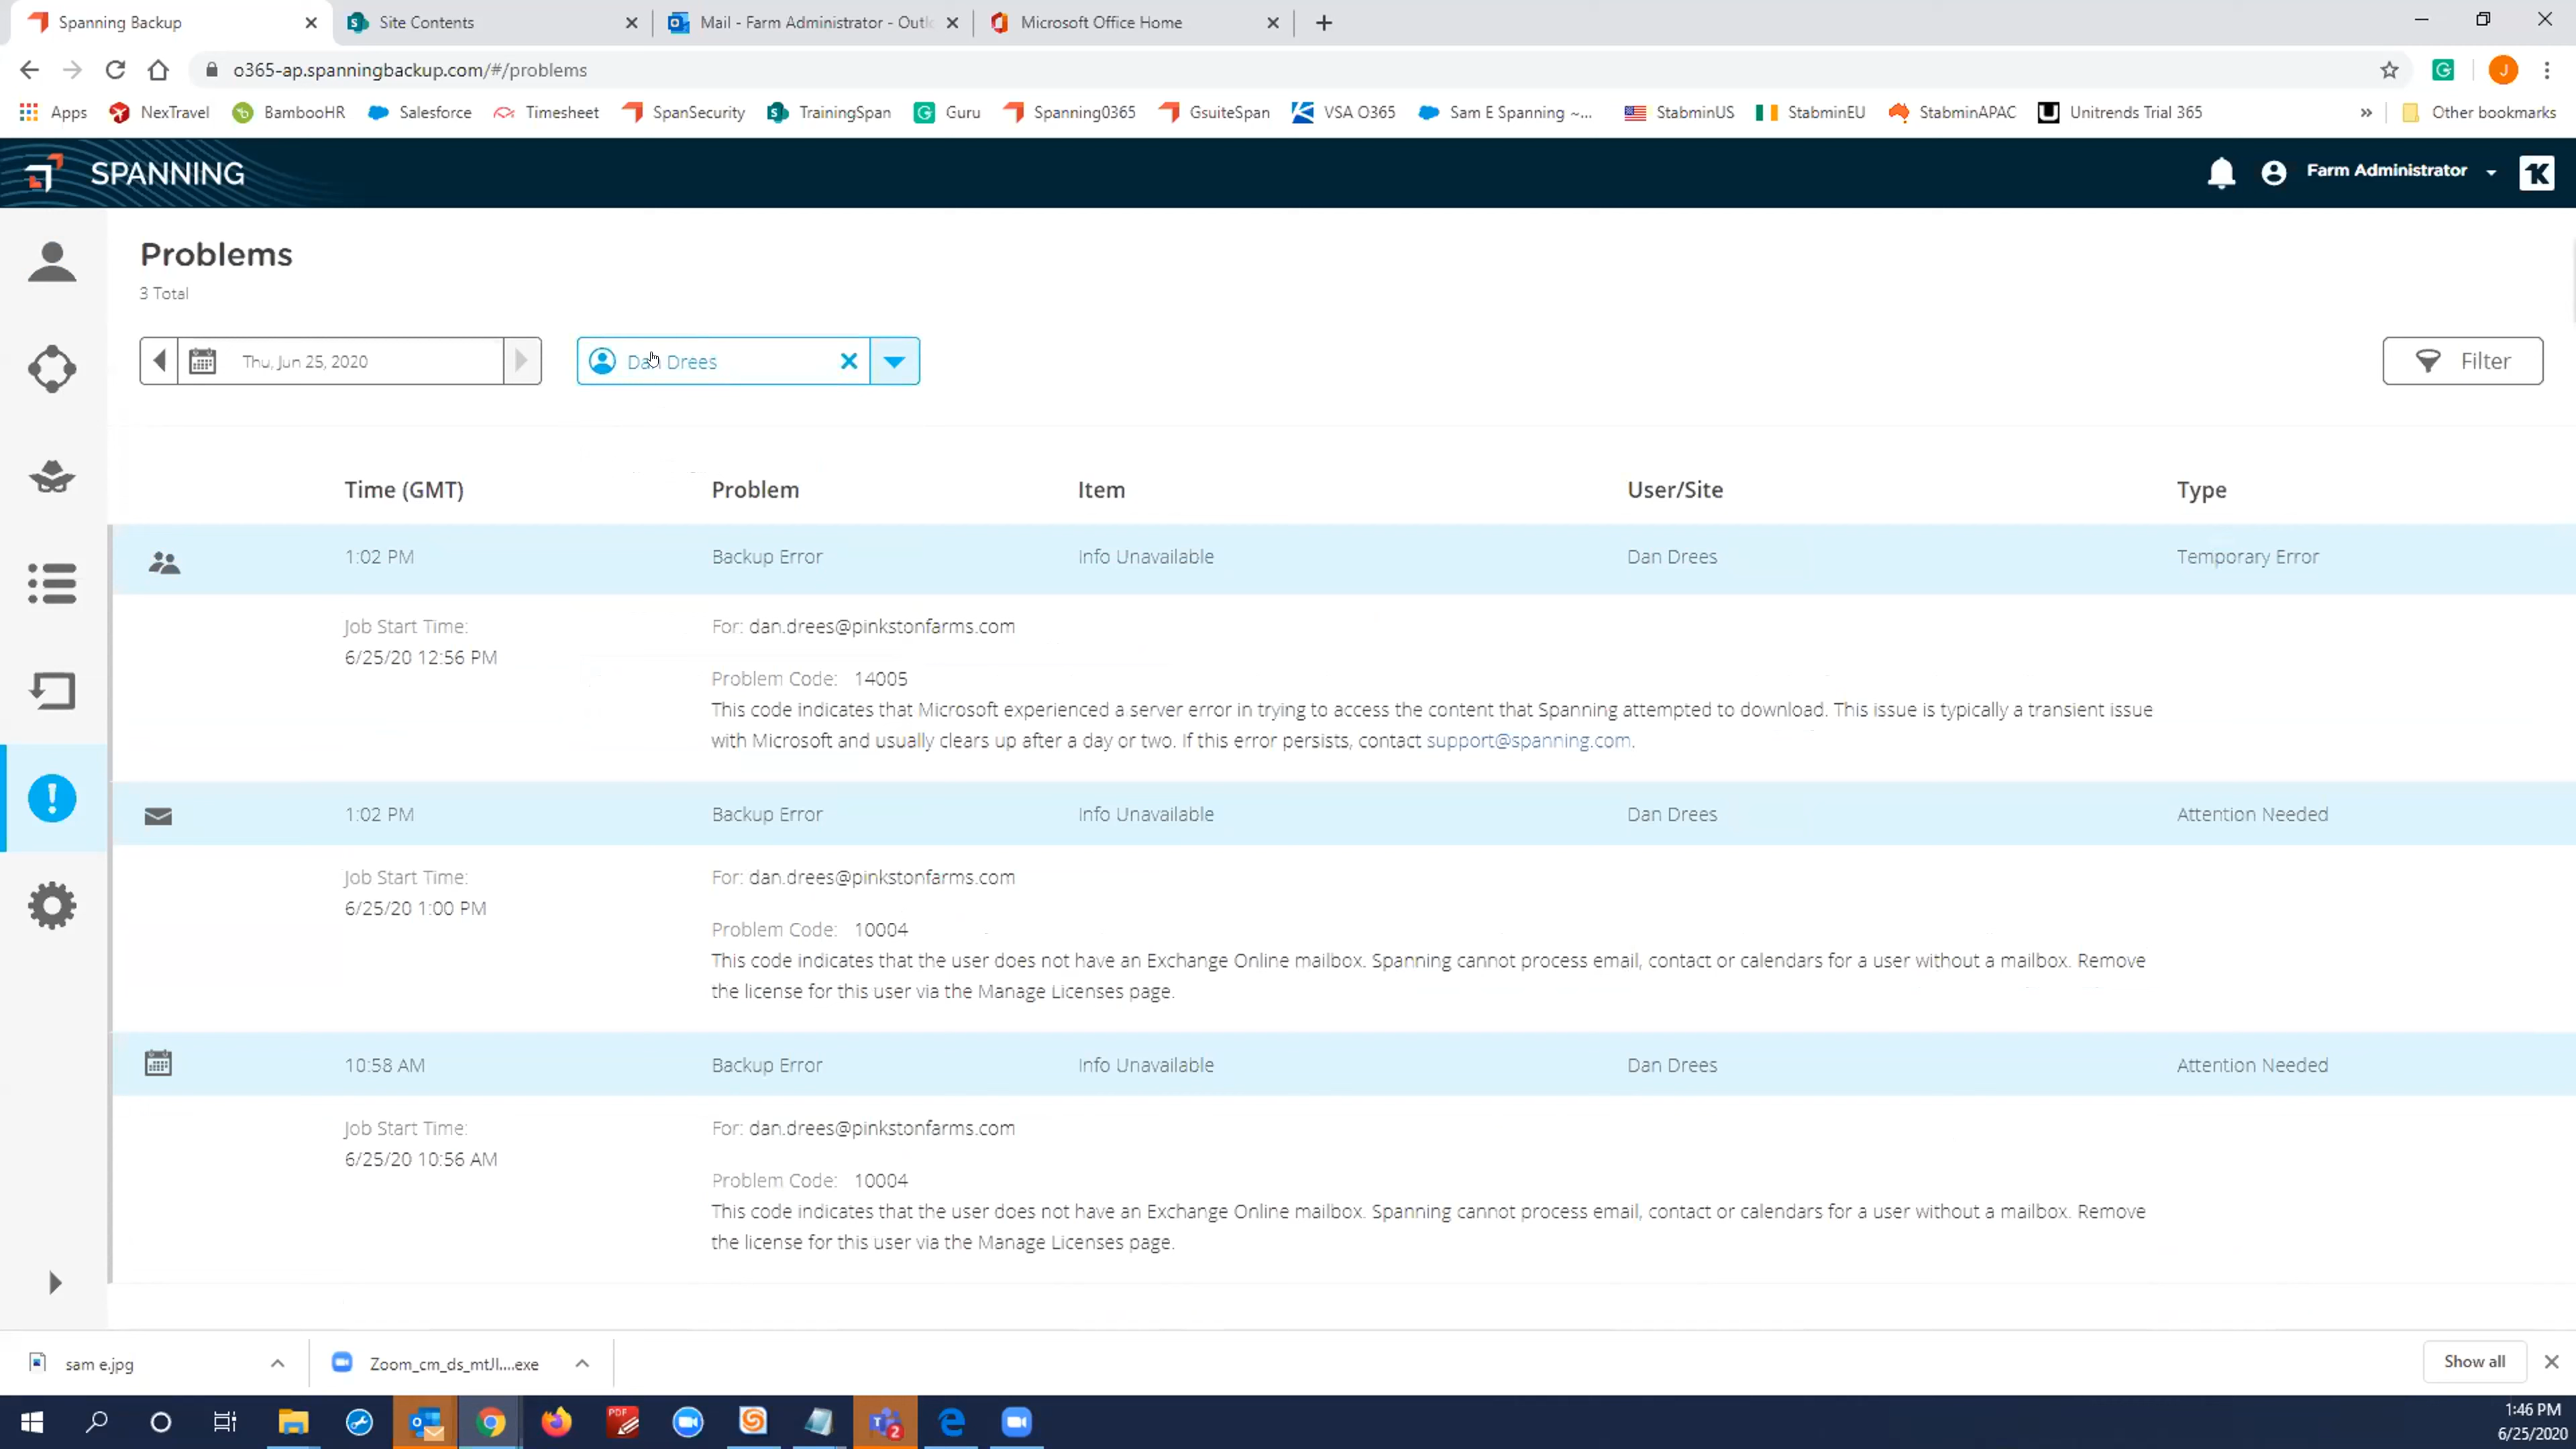 Spanning Backup
Site Contents
Mail - Farm Administrator - Outl
Microsoft Office Home
o365-ap.spanningbackup.com/#/problems
Apps NexTravel BambooHR Salesforce Timesheet SpanSecurity TrainingSpan Guru Spanning0365 GsuiteSpan VSA O365 Sam E Spanning ~... StabminUS StabminEU StabminAPAC Unitrends Trial 365 » Other bookmarks
SPANNING
Farm Administrator
Problems
3 Total
Thu, Jun 25, 2020
Dan Drees
Filter
Time (GMT) Problem Item User/Site Type
1:02 PM Backup Error Info Unavailable Dan Drees Temporary Error
Job Start Time:
6/25/20 12:56 PM
For: dan.drees@pinkstonfarms.com
Problem Code: 14005
This code indicates that Microsoft experienced a server error in trying to access the content that Spanning attempted to download. This issue is typically a transient issue
with Microsoft and usually clears up after a day or two. If this error persists, contact support@spanning.com.
1:02 PM Backup Error Info Unavailable Dan Drees Attention Needed
Job Start Time:
6/25/20 1:00 PM
For: dan.drees@pinkstonfarms.com
Problem Code: 10004
This code indicates that the user does not have an Exchange Online mailbox. Spanning cannot process email, contact or calendars for a user without a mailbox. Remove
the license for this user via the Manage Licenses page.
10:58 AM Backup Error Info Unavailable Dan Drees Attention Needed
Job Start Time:
6/25/20 10:56 AM
For: dan.drees@pinkstonfarms.com
Problem Code: 10004
This code indicates that the user does not have an Exchange Online mailbox. Spanning cannot process email, contact or calendars for a user without a mailbox. Remove
the license for this user via the Manage Licenses page.
sam e.jpg
Zoom_cm_ds_mtJl....exe
Show all
1:46 PM
6/25/2020